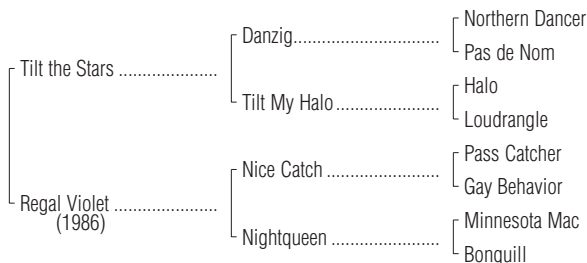 Northern Dancer
Danzig
Pas de Nom
Tilt the Stars
Halo
Tilt My Halo
Loudrangle
Pass Catcher
Nice Catch
Gay Behavior
Regal Violet
(1986)
Minnesota Mac
Nightqueen
Bonquill